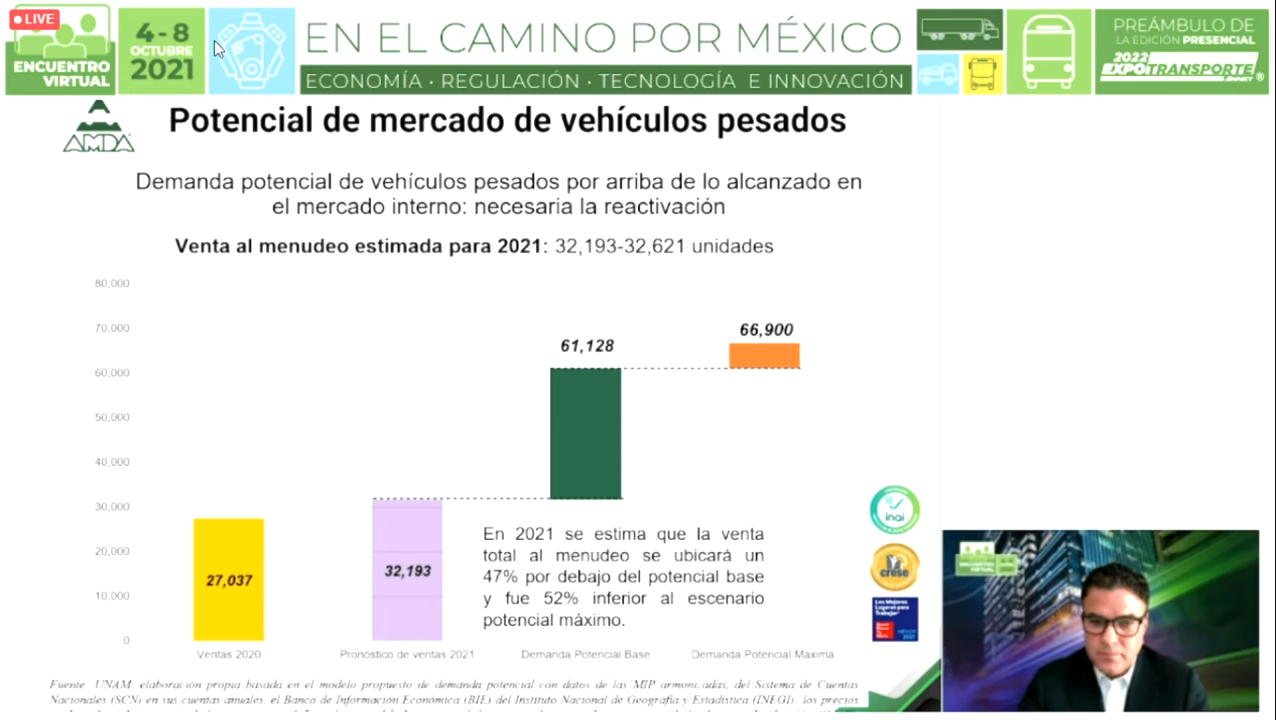 LIVE
ENCUENTRO
VIRTUAL
4 - 8
OCTUBRE
2021
EN EL CAMINO POR MÉXICO
ECONOMÍA · REGULACIÓN · TECNOLOGÍA E INNOVACIÓN
PREÁMBULO DE
LA EDICIÓN PRESENCIAL
2022
EXPOTRANSPORTE
AMDA
Potencial de mercado de vehículos pesados
Demanda potencial de vehículos pesados por arriba de lo alcanzado en
el mercado interno: necesaria la reactivación
Venta al menudeo estimada para 2021: 32,193-32,621 unidades
80,000
70,000
60,000
50,000
40,000
30,000
20,000
10,000
0
27,037
32,193
61,128
66,900
En 2021 se estima que la venta
total al menudeo se ubicará un
47% por debajo del potencial base
y fue 52% inferior al escenario
potencial máximo.
Ventas 2020
Pronóstico de ventas 2021
Demanda Potencial Base
Demanda Potencial Máxima
inai
crese
Los Mejores
Lugares para
Trabajar
Fuente: UNAM, elaboración propia basada en el modelo propuesto de demanda potencial con datos de las MIP armonizadas, del Sistema de Cuentas
Nacionales (SCN) en sus cuentas anuales, el Banco de Información Económica (BIE) del Instituto Nacional de Geografía y Estadística (INEGI), los precios